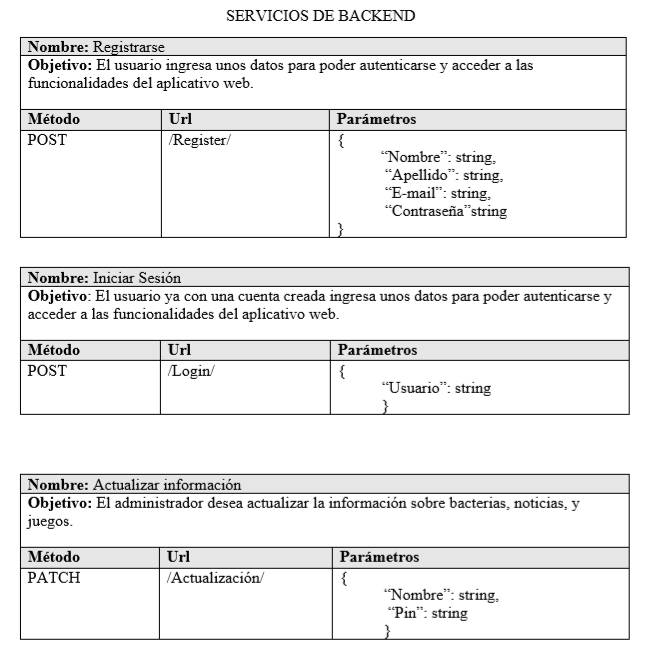 SERVICIOS DE BACKEND
Nombre: Registrarse
Objetivo: El usuario ingresa unos datos para poder autenticarse y acceder a las
funcionalidades del aplicativo web.
Método Url Parámetros
POST /Register/ {
“Nombre”: string,
“Apellido”: string,
“E-mail”: string,
“Contraseña”string
}
Nombre: Iniciar Sesión
Objetivo: El usuario ya con una cuenta creada ingresa unos datos para poder autenticarse y
acceder a las funcionalidades del aplicativo web.
Método Url Parámetros
POST /Login/ {
“Usuario”: string
}
Nombre: Actualizar información
Objetivo: El administrador desea actualizar la información sobre bacterias, noticias, y
juegos.
Método Url Parámetros
PATCH /Actualización/ {
“Nombre”: string,
“Pin”: string
}